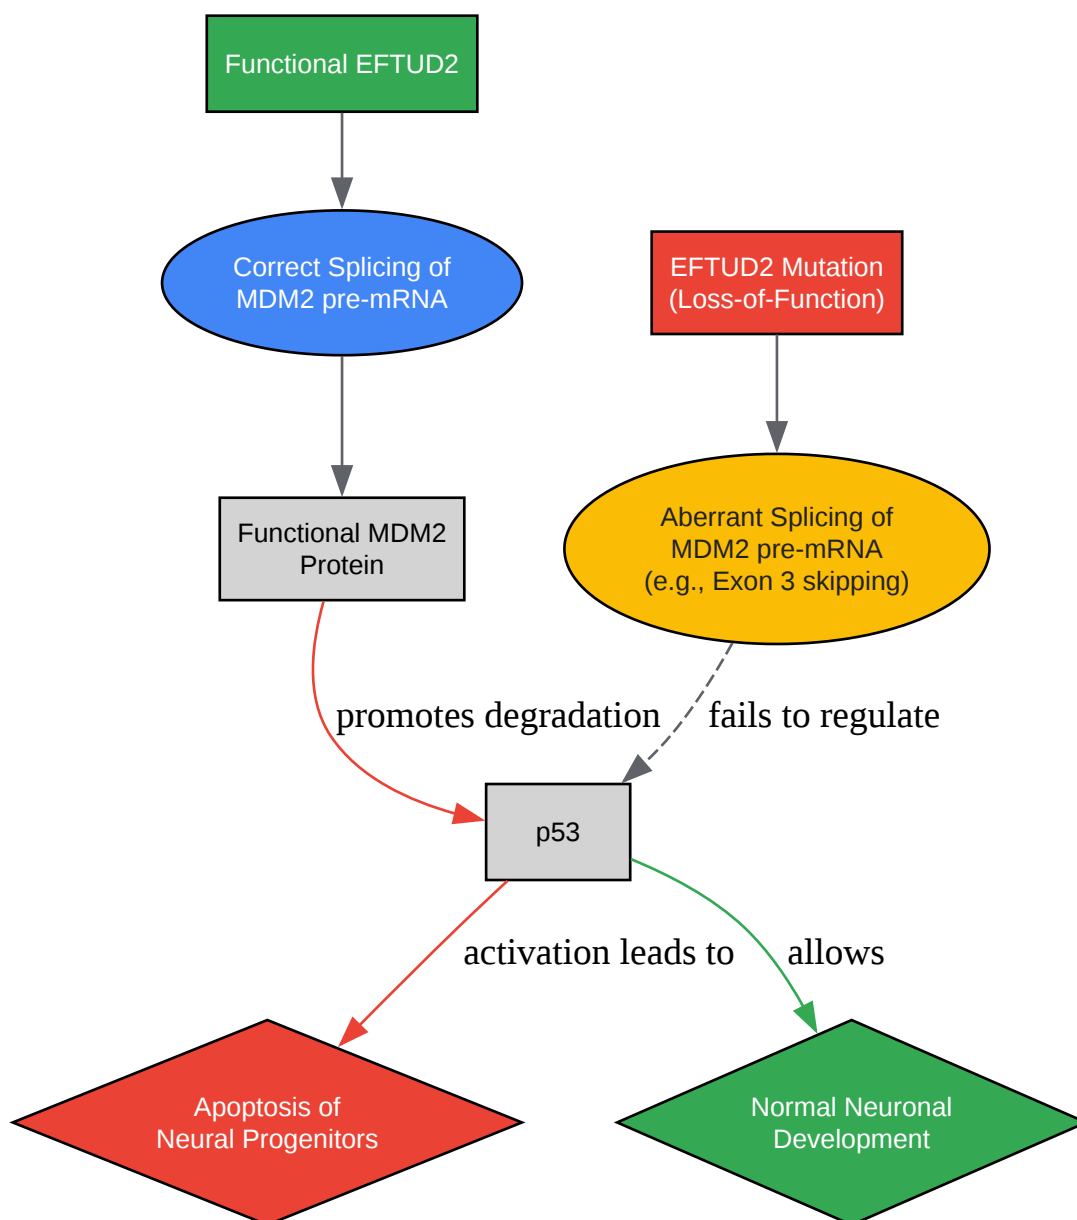 Functional EFTUD2
Correct Splicing of
MDM2 pre-mRNA
EFTUD2 Mutation
(Loss-of-Function)
Functional MDM2
Protein
Aberrant Splicing of
MDM2 pre-mRNA
(e.g., Exon 3 skipping)
promotes degradation
fails to regulate
p53
activation leads to
allows
Apoptosis of
Neural Progenitors
Normal Neuronal
Development